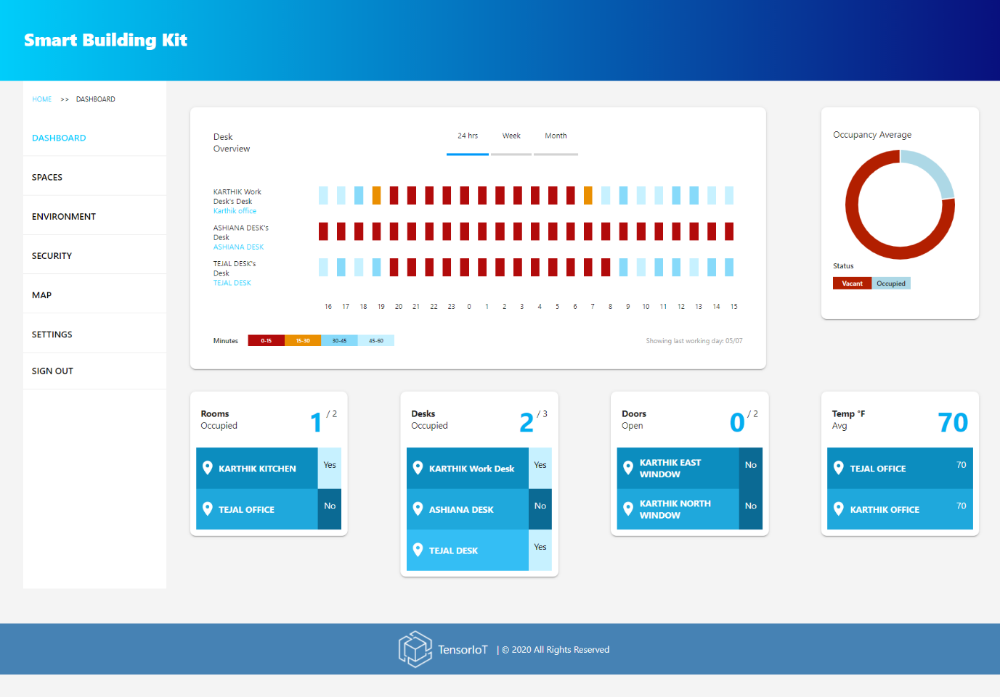 Smart Building Kit
HOME >> DASHBOARD
DASHBOARD
SPACES
ENVIRONMENT
SECURITY
MAP
SETTINGS
SIGN OUT
Desk
Overview
24 hrs Week Month
KARTHIK Work
Desk's Desk
Karthik office
ASHIANA DESK's
Desk
ASHIANA DESK
TEJAL DESK's
Desk
TEJAL DESK
16 17 18 19 20 21 22 23 0 1 2 3 4 5 6 7 8 9 10 11 12 13 14 15
Minutes 0-15 15-30 30-45 45-60
Showing last working day: 05/07
Occupancy Average
Status
Vacant Occupied
Rooms
Occupied
1 / 2
KARTHIK KITCHEN Yes
TEJAL OFFICE No
Desks
Occupied
2 / 3
KARTHIK Work Desk Yes
ASHIANA DESK No
TEJAL DESK Yes
Doors
Open
0 / 2
KARTHIK EAST
WINDOW
No
KARTHIK NORTH
WINDOW
No
Temp °F
Avg
70
TEJAL OFFICE 70
KARTHIK OFFICE 70
TensorIoT | © 2020 All Rights Reserved